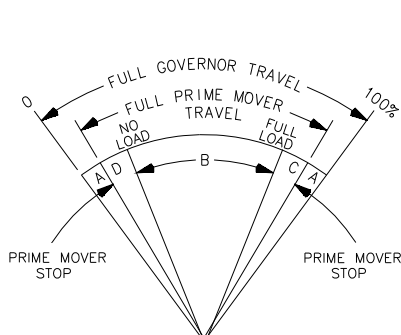 FULL GOVERNOR TRAVEL
0
100%
FULL PRIME MOVER
TRAVEL
NO
LOAD
FULL
LOAD
A
D
B
C
A
PRIME MOVER
STOP
PRIME MOVER
STOP